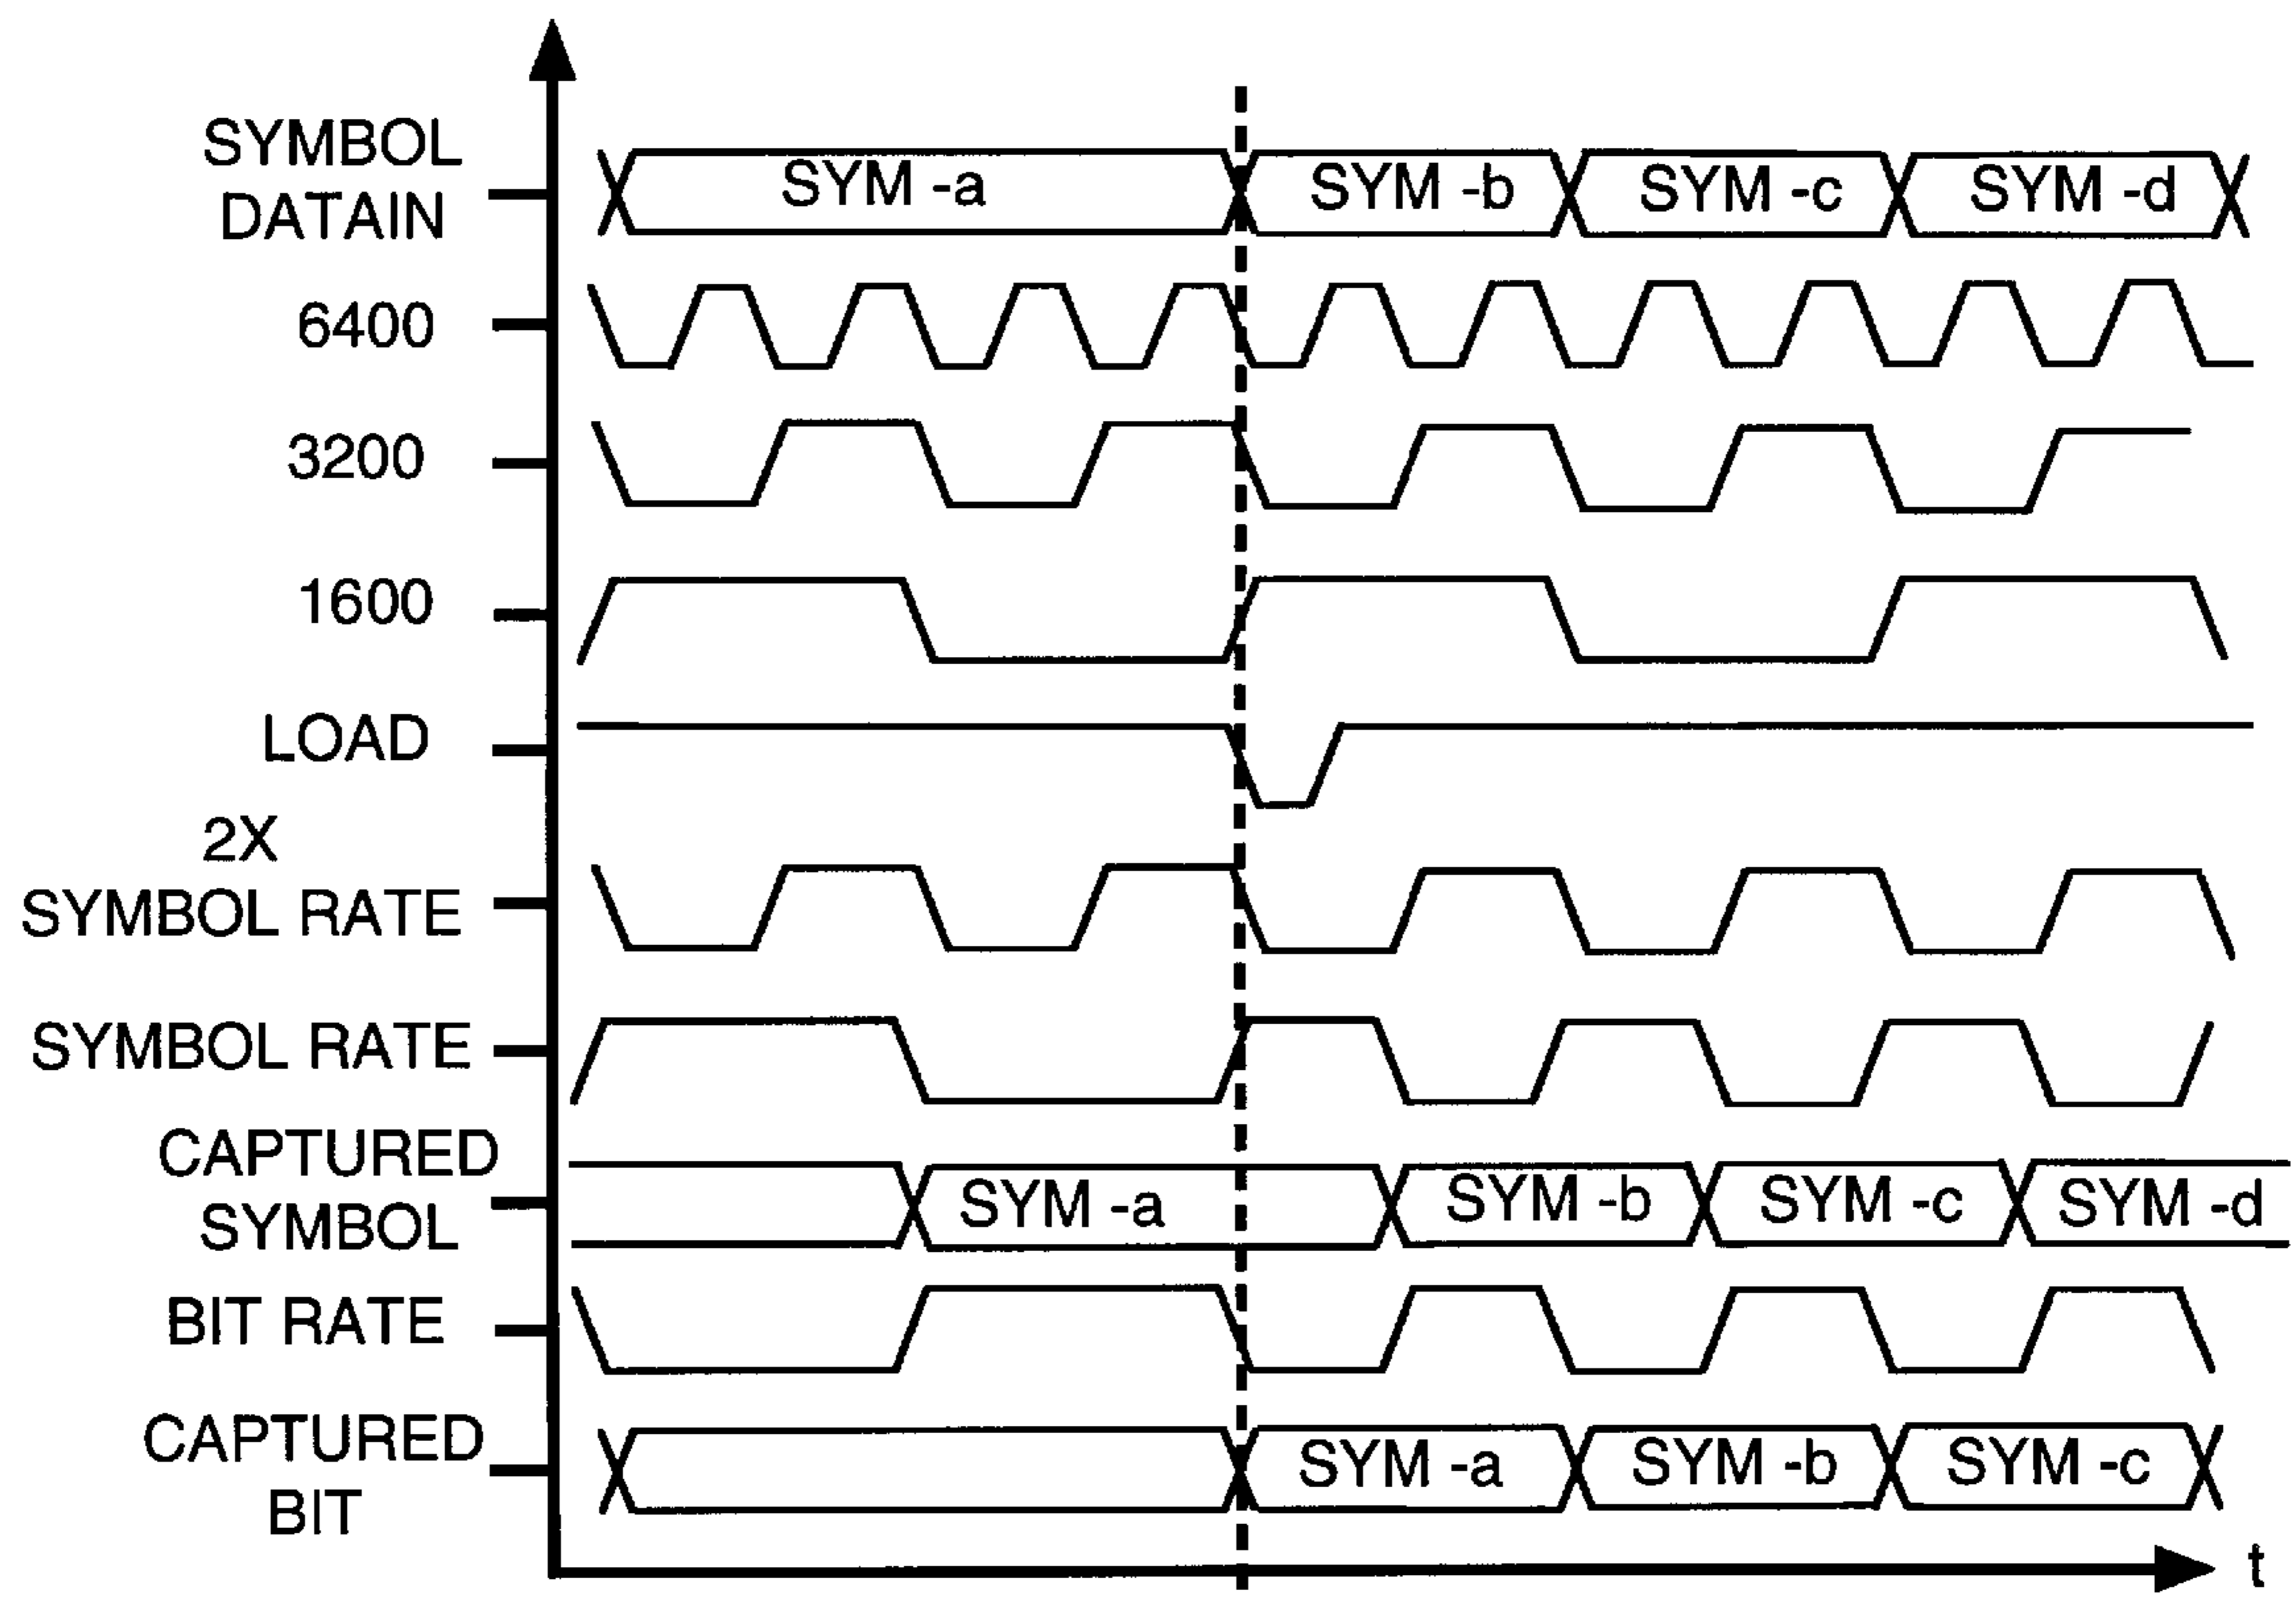 SYMBOL
DATAIN
SYM -a
SYM -b
SYM -c
SYM -d
6400
3200
1600
LOAD
2X
SYMBOL RATE
SYMBOL RATE
CAPTURED
SYMBOL
SYM -a
SYM -b
SYM -c
SYM -d
BIT RATE
CAPTURED
BIT
SYM -a
SYM -b
SYM -c
t